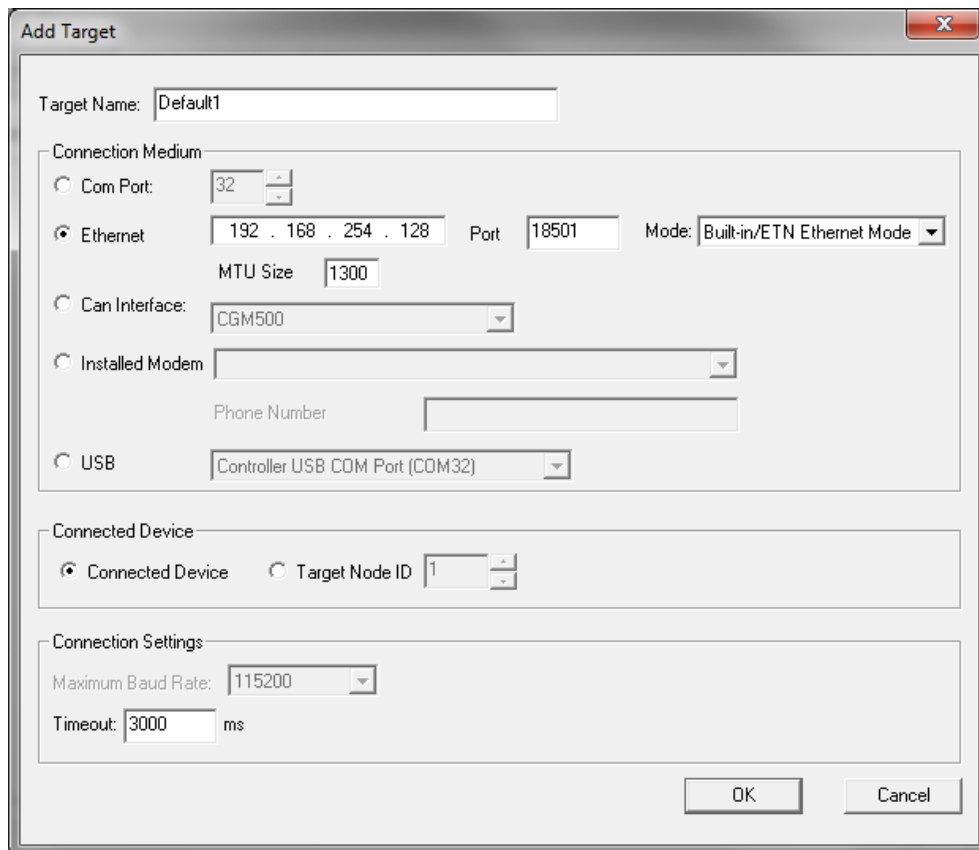 Add Target
Target Name: Default1
Connection Medium
Com Port: 32
Ethernet 192 . 168 . 254 . 128 Port 18501 Mode: Built-in/ETN Ethernet Mode
MTU Size 1300
Can Interface: CGM500
Installed Modem
Phone Number
USB Controller USB COM Port (COM32)
Connected Device
Connected Device Target Node ID 1
Connection Settings
Maximum Baud Rate: 115200
Timeout: 3000 ms
OK Cancel